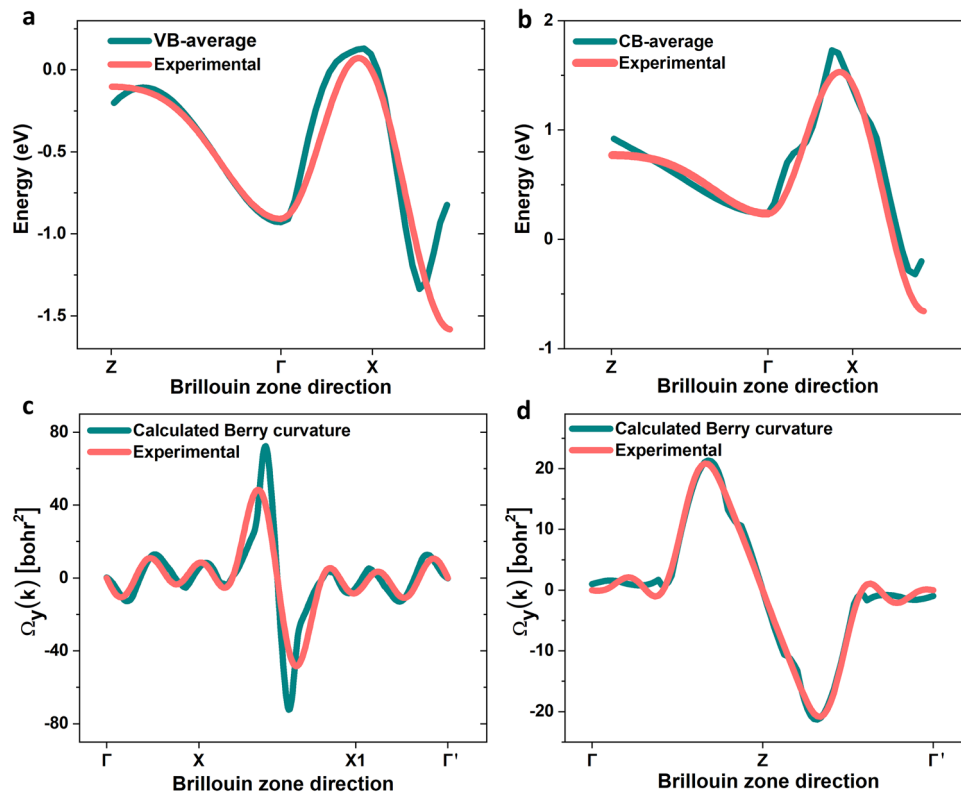 a
VB-average
Experimental
Energy (eV)
0.0
-0.5
-1.0
-1.5
Z Γ X
Brillouin zone direction
b
CB-average
Experimental
Energy (eV)
2
1
0
-1
Z Γ X
Brillouin zone direction
c
Calculated Berry curvature
Experimental
Ωy(k) [bohr²]
80
40
0
-40
-80
Γ X X1 Γ'
Brillouin zone direction
d
Calculated Berry curvature
Experimental
Ωy(k) [bohr²]
20
10
0
-10
-20
Γ Z Γ'
Brillouin zone direction